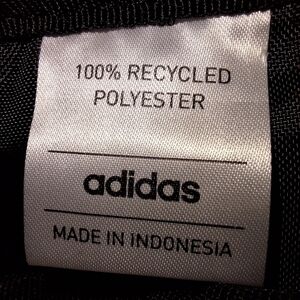 100% RECYCLED
POLYESTER
adidas
MADE IN INDONESIA